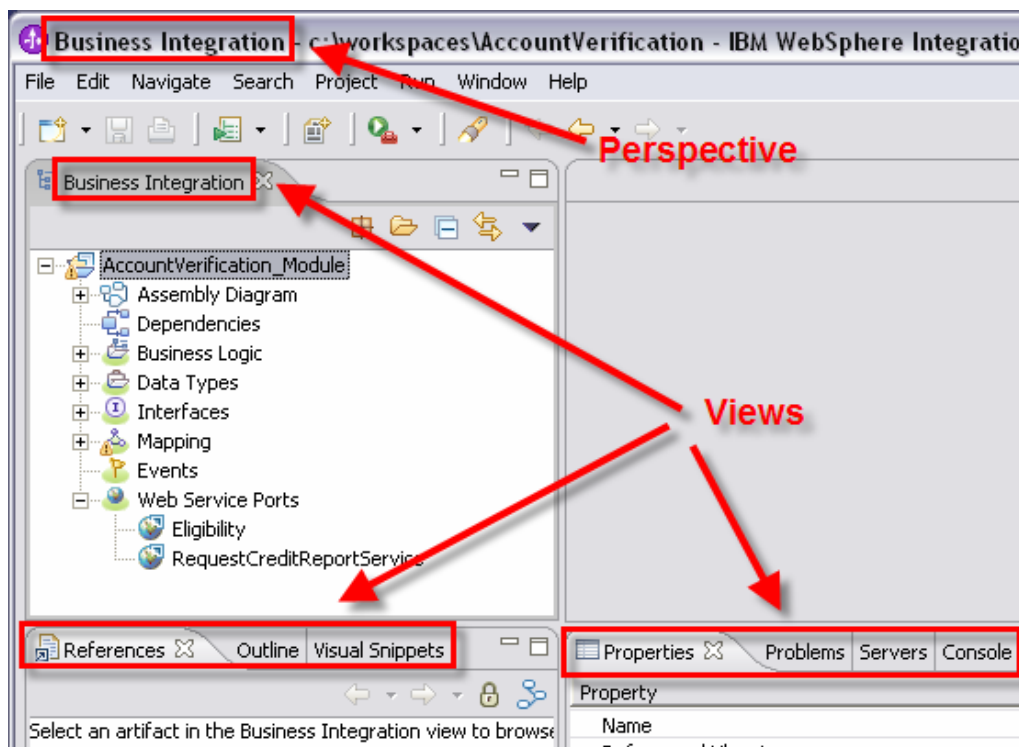 Business Integration - c:\workspaces\AccountVerification - IBM WebSphere Integratio
File Edit Navigate Search Project Run Window Help
Perspective
Business Integration
AccountVerification_Module
Assembly Diagram
Dependencies
Business Logic
Data Types
Interfaces
Mapping
Events
Web Service Ports
Eligibility
RequestCreditReportService
Views
References Outline Visual Snippets
Properties Problems Servers Console
Select an artifact in the Business Integration view to browse
Property
Name